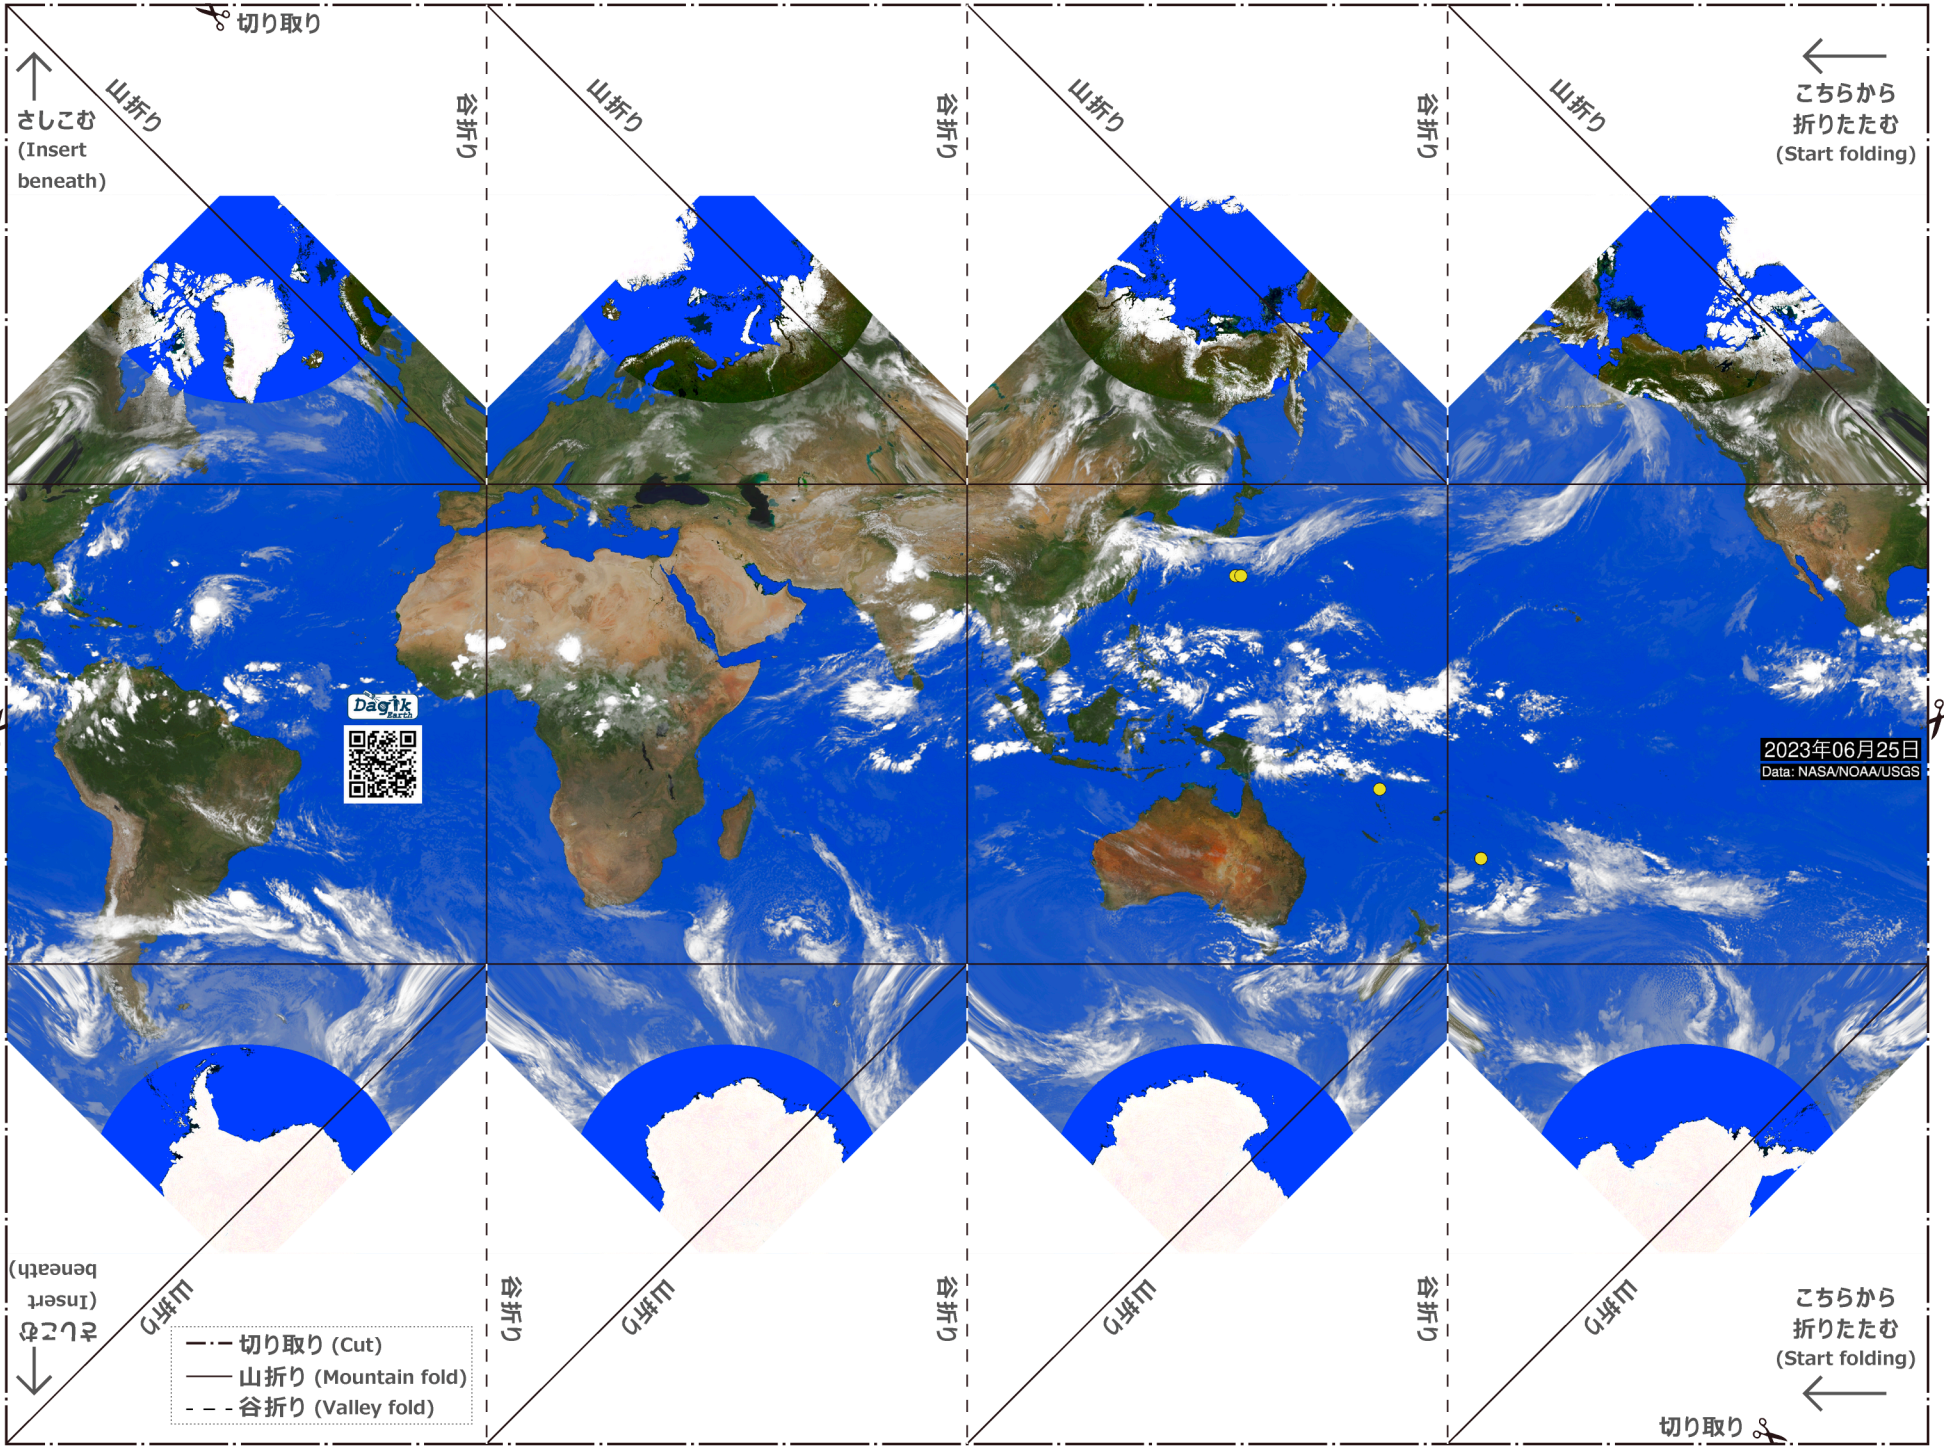 切り取り
山折り
谷折り
山折り
谷折り
山折り
谷折り
山折り
さしこむ
(Insert
beneath)
こちらから
折りたたむ
(Start folding)
Dagik
Earth
2023年06月25日
Data: NASA/NOAA/USGS
さしこむ
(Insert
beneath)
山折り
谷折り
山折り
谷折り
山折り
谷折り
山折り
こちらから
折りたたむ
(Start folding)
切り取り (Cut)
山折り (Mountain fold)
谷折り (Valley fold)
切り取り